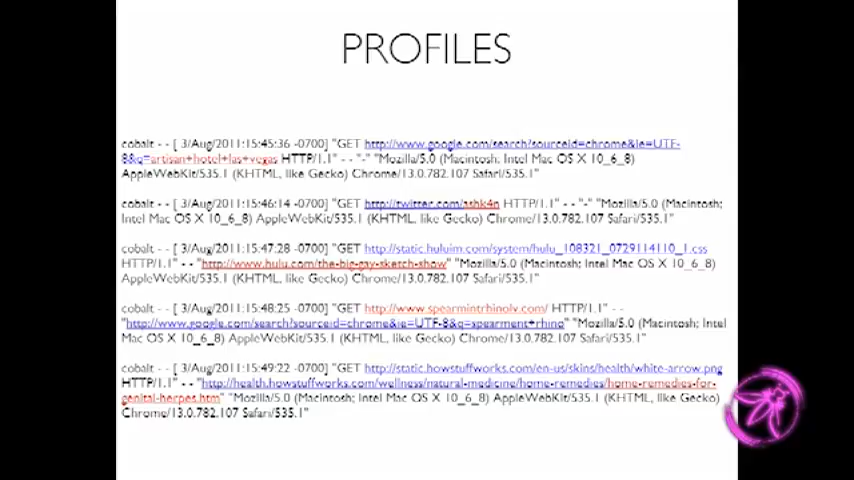 PROFILES
cobalt - - [ 3/Aug/2011:15:45:36 -0700] "GET http://www.google.com/search?sourceid=chrome&ie=UTF-
8&q=artisan+hotel+las+vegas HTTP/1.1" - - "-" "Mozilla/5.0 (Macintosh; Intel Mac OS X 10_6_8)
AppleWebKit/535.1 (KHTML, like Gecko) Chrome/13.0.782.107 Safari/535.1"
cobalt - - [ 3/Aug/2011:15:46:14 -0700] "GET http://twitter.com/ashk4n HTTP/1.1" - - "-" "Mozilla/5.0 (Macintosh;
Intel Mac OS X 10_6_8) AppleWebKit/535.1 (KHTML, like Gecko) Chrome/13.0.782.107 Safari/535.1"
cobalt - - [ 3/Aug/2011:15:47:28 -0700] "GET http://static.huluim.com/system/hulu_108321_0729114110_1.css
HTTP/1.1" - - "http://www.hulu.com/the-big-gay-sketch-show" "Mozilla/5.0 (Macintosh; Intel Mac OS X 10_6_8)
AppleWebKit/535.1 (KHTML, like Gecko) Chrome/13.0.782.107 Safari/535.1"
cobalt - - [ 3/Aug/2011:15:48:25 -0700] "GET http://www.spearmintrhinolv.com/ HTTP/1.1" - -
"http://www.google.com/search?sourceid=chrome&ie=UTF-8&q=spearment+rhino" "Mozilla/5.0 (Macintosh; Intel
Mac OS X 10_6_8) AppleWebKit/535.1 (KHTML, like Gecko) Chrome/13.0.782.107 Safari/535.1"
cobalt - - [ 3/Aug/2011:15:49:22 -0700] "GET http://static.howstuffworks.com/en-us/skins/health/white-arrow.png
HTTP/1.1" - - "http://health.howstuffworks.com/wellness/natural-medicine/home-remedies/home-remedies-for-
genital-herpes.htm" "Mozilla/5.0 (Macintosh; Intel Mac OS X 10_6_8) AppleWebKit/535.1 (KHTML, like Gecko)
Chrome/13.0.782.107 Safari/535.1"